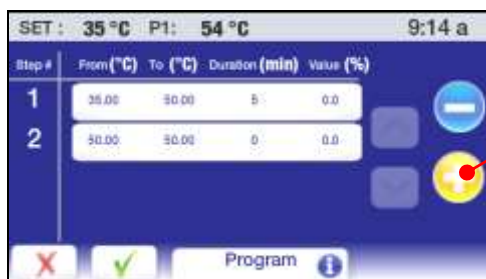 SET: 35 °C P1: 54 °C 9:14 a
Step # From (°C) To (°C) Duration (min) Value (%)
1 35.00 50.00 5 0.0
2 50.00 50.00 0 0.0
X ✓ Program i